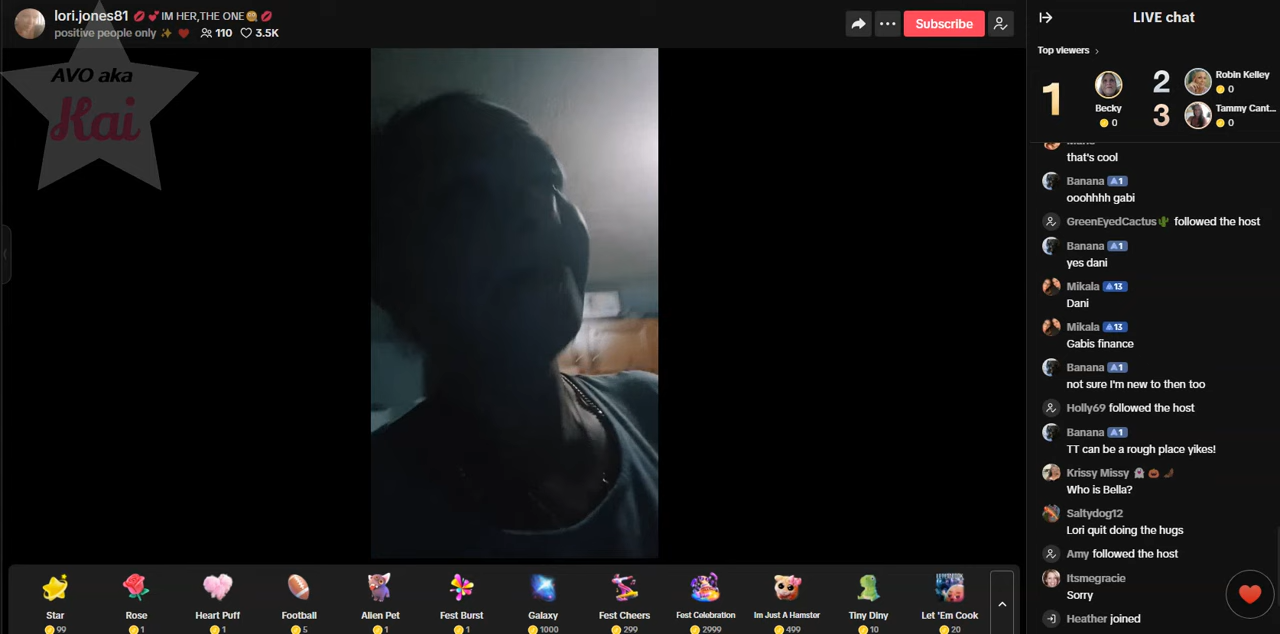 lori.jones81 💋💕IM HER,THE ONE🍪💋
positive people only ✨ ❤️ 110 3.5K
Subscribe
AVO aka
Kai
LIVE chat
Top viewers >
1
Becky
0
2
Robin Kelley
0
3
Tammy Cant...
0
that's cool
Banana 1
ooohhhh gabi
GreenEyedCactus🌵 followed the host
Banana 1
yes dani
Mikala 13
Dani
Mikala 13
Gabis finance
Banana 1
not sure I'm new to then too
Holly69 followed the host
Banana 1
TT can be a rough place yikes!
Krissy Missy 👻🎃
Who is Bella?
Saltydog12
Lori quit doing the hugs
Amy followed the host
Itsmegracie
Sorry
Heather joined
Star Rose Heart Puff Football Alien Pet Fest Burst Galaxy Fest Cheers Fest Celebration Im Just A Hamstor Tiny Diny Let 'Em Cook
99 1 1 5 1 1 1000 299 2999 499 10 20